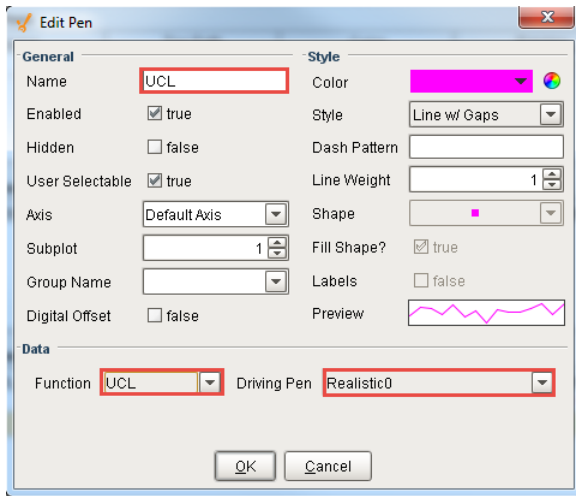 Edit Pen
General
Name UCL
Enabled true
Hidden false
User Selectable true
Axis Default Axis
Subplot 1
Group Name
Digital Offset false
Style
Color
Style Line w/ Gaps
Dash Pattern
Line Weight 1
Shape
Fill Shape? true
Labels false
Preview
Data
Function UCL Driving Pen Realistic0
OK Cancel